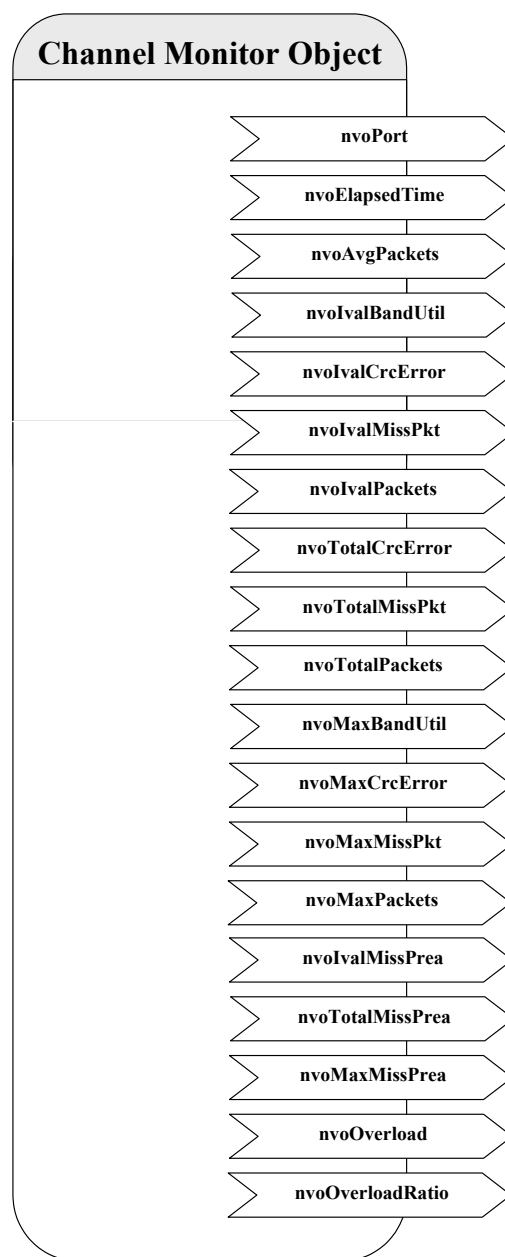 Channel Monitor Object
nvoPort
nvoElapsedTime
nvoAvgPackets
nvoIvalBandUtil
nvoIvalCrcError
nvoIvalMissPkt
nvoIvalPackets
nvoTotalCrcError
nvoTotalMissPkt
nvoTotalPackets
nvoMaxBandUtil
nvoMaxCrcError
nvoMaxMissPkt
nvoMaxPackets
nvoIvalMissPrea
nvoTotalMissPrea
nvoMaxMissPrea
nvoOverload
nvoOverloadRatio